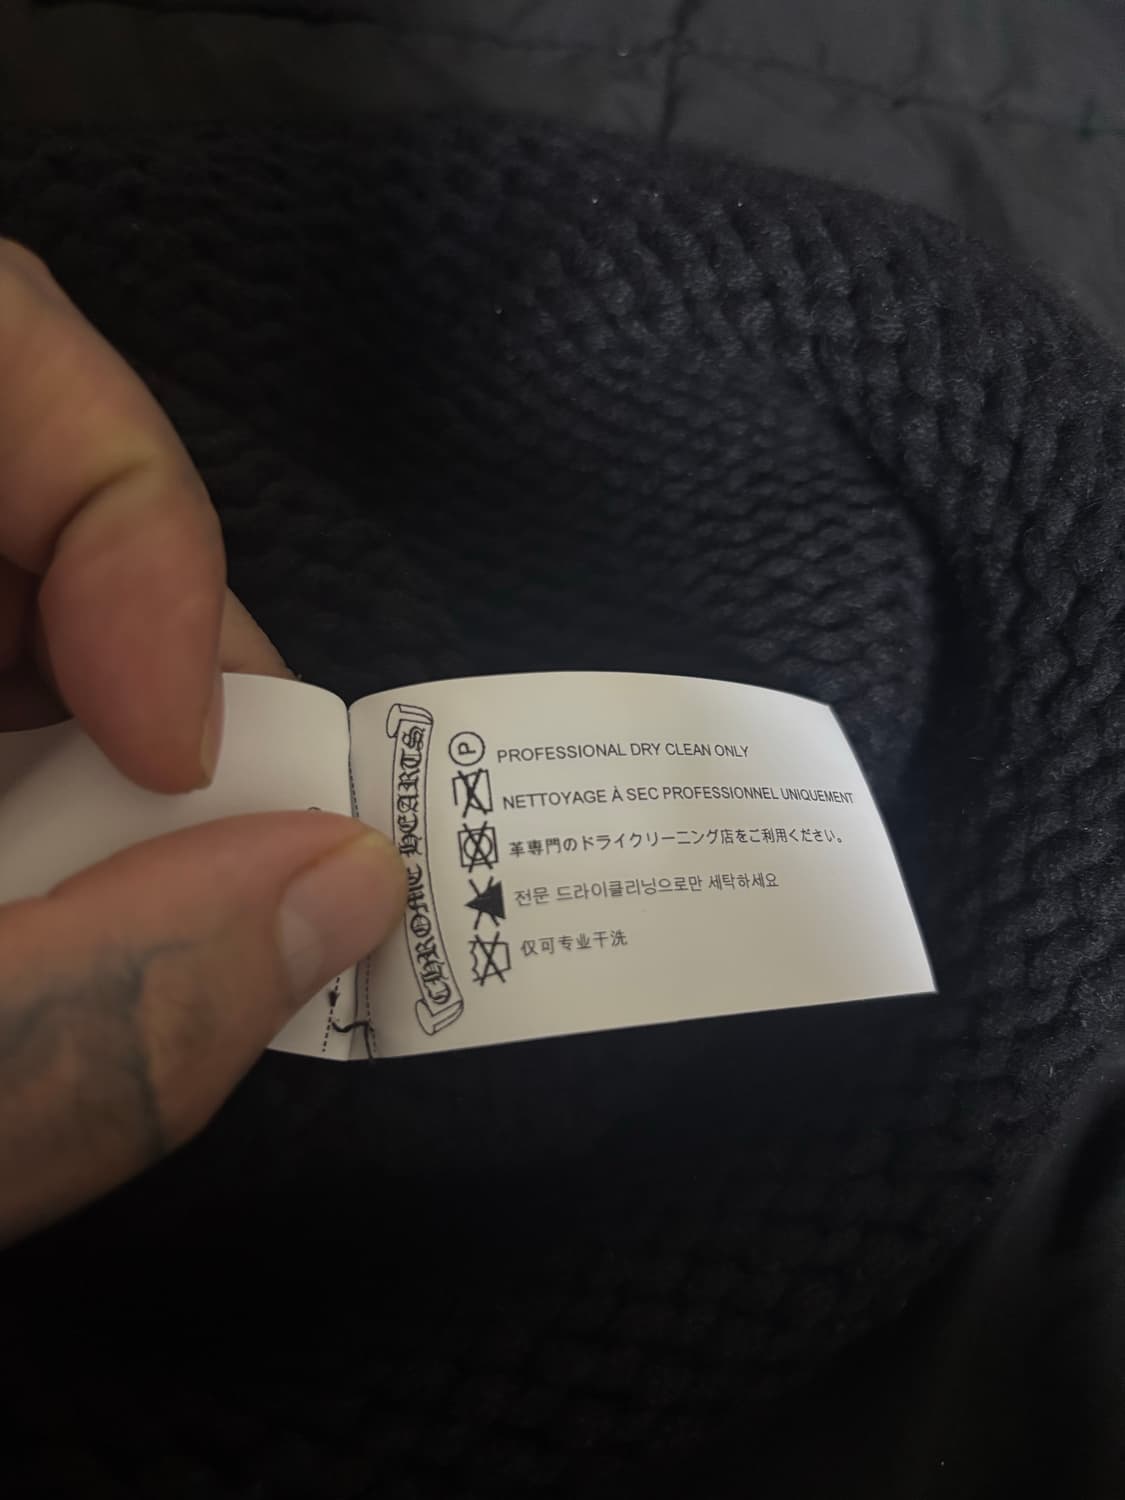 CHROME HEARTS
P
PROFESSIONAL DRY CLEAN ONLY
NETTOYAGE À SEC PROFESSIONNEL UNIQUEMENT
革専門のドライクリーニング店をご利用ください。
전문 드라이클리닝으로만 세탁하세요
仅可专业干洗